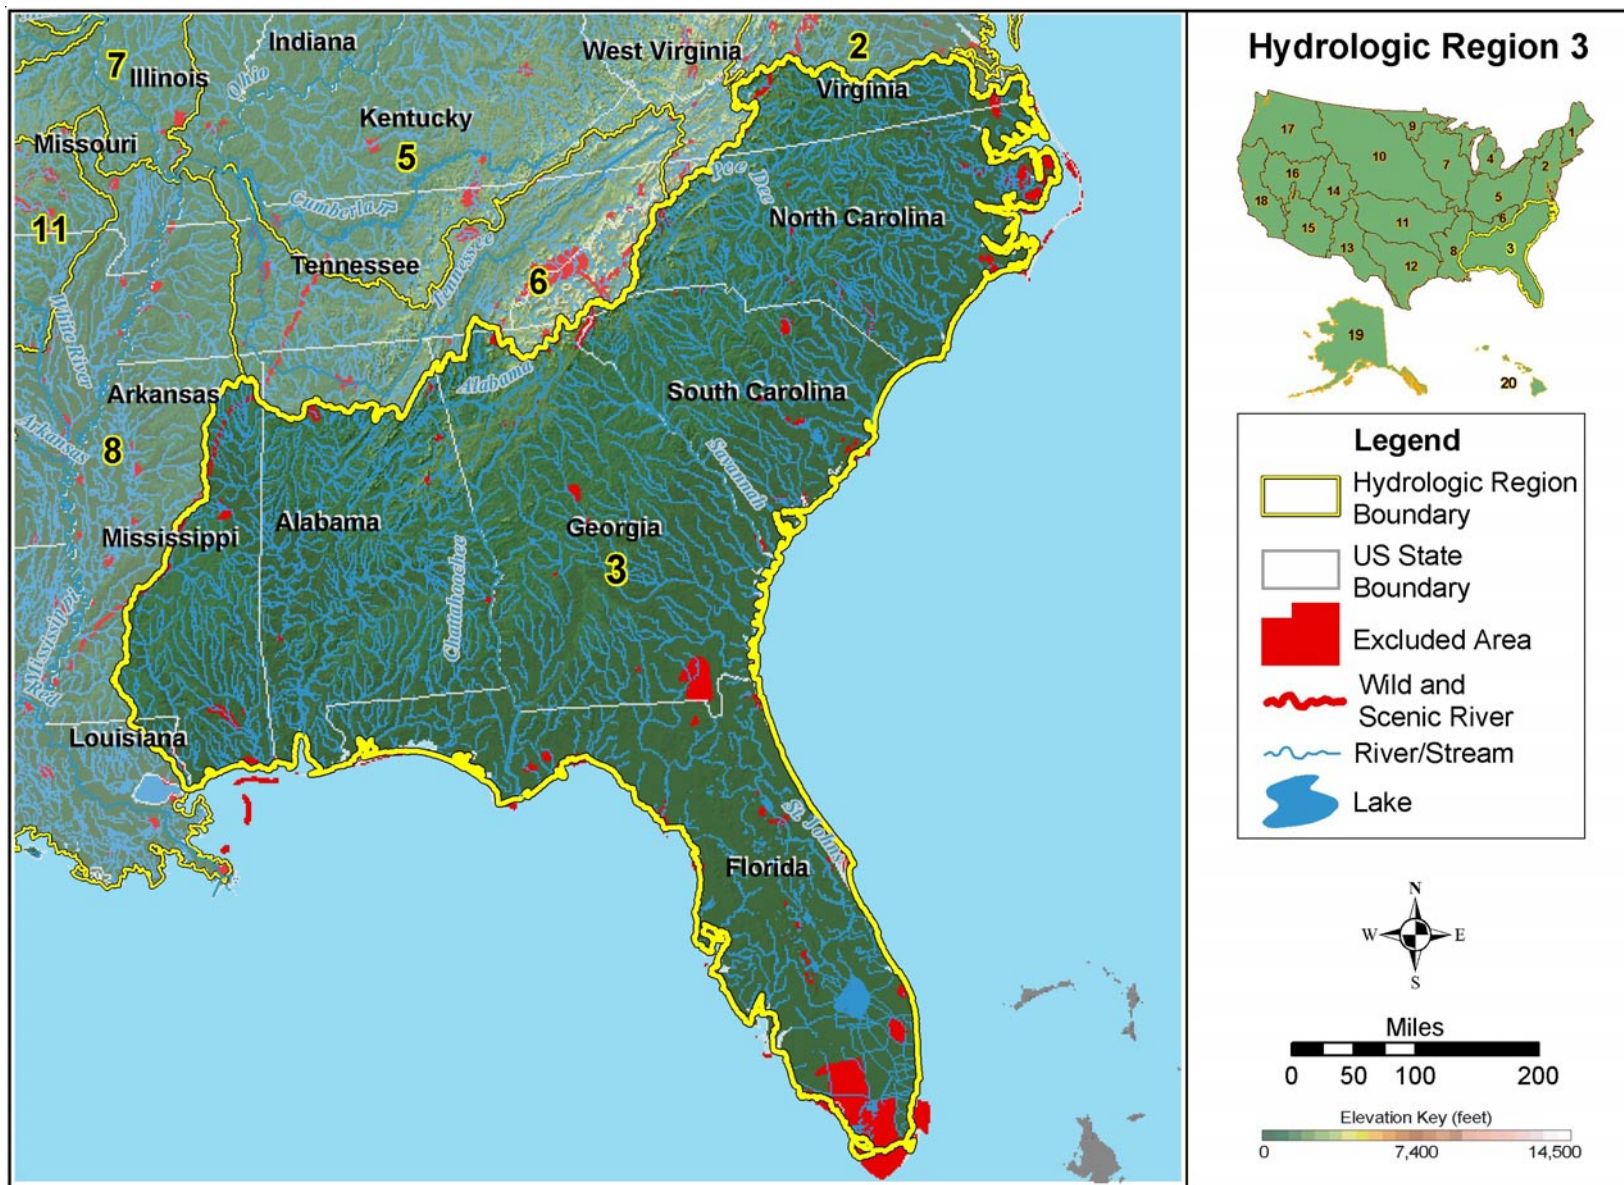 Hydrologic Region 3
Indiana
West Virginia
2
7
Illinois
Ohio
Virginia
Kentucky
Missouri
5
Pee Dee
Cumberla
North Carolina
11
Tennessee
Tennessee
6
White River
Alabama
Arkansas
South Carolina
Arkansas
8
Savannah
Alabama
Georgia
Mississippi
3
Chattahoochee
Mississippi
Red
Louisiana
St Johns
Florida
17
9
1
10
7
4
2
16
14
5
18
11
6
15
3
13
8
12
19
20
Legend
Hydrologic Region
Boundary
US State
Boundary
Excluded Area
Wild and
Scenic River
River/Stream
Lake
N
W
E
S
Miles
0 50 100 200
Elevation Key (feet)
0 7,400 14,500